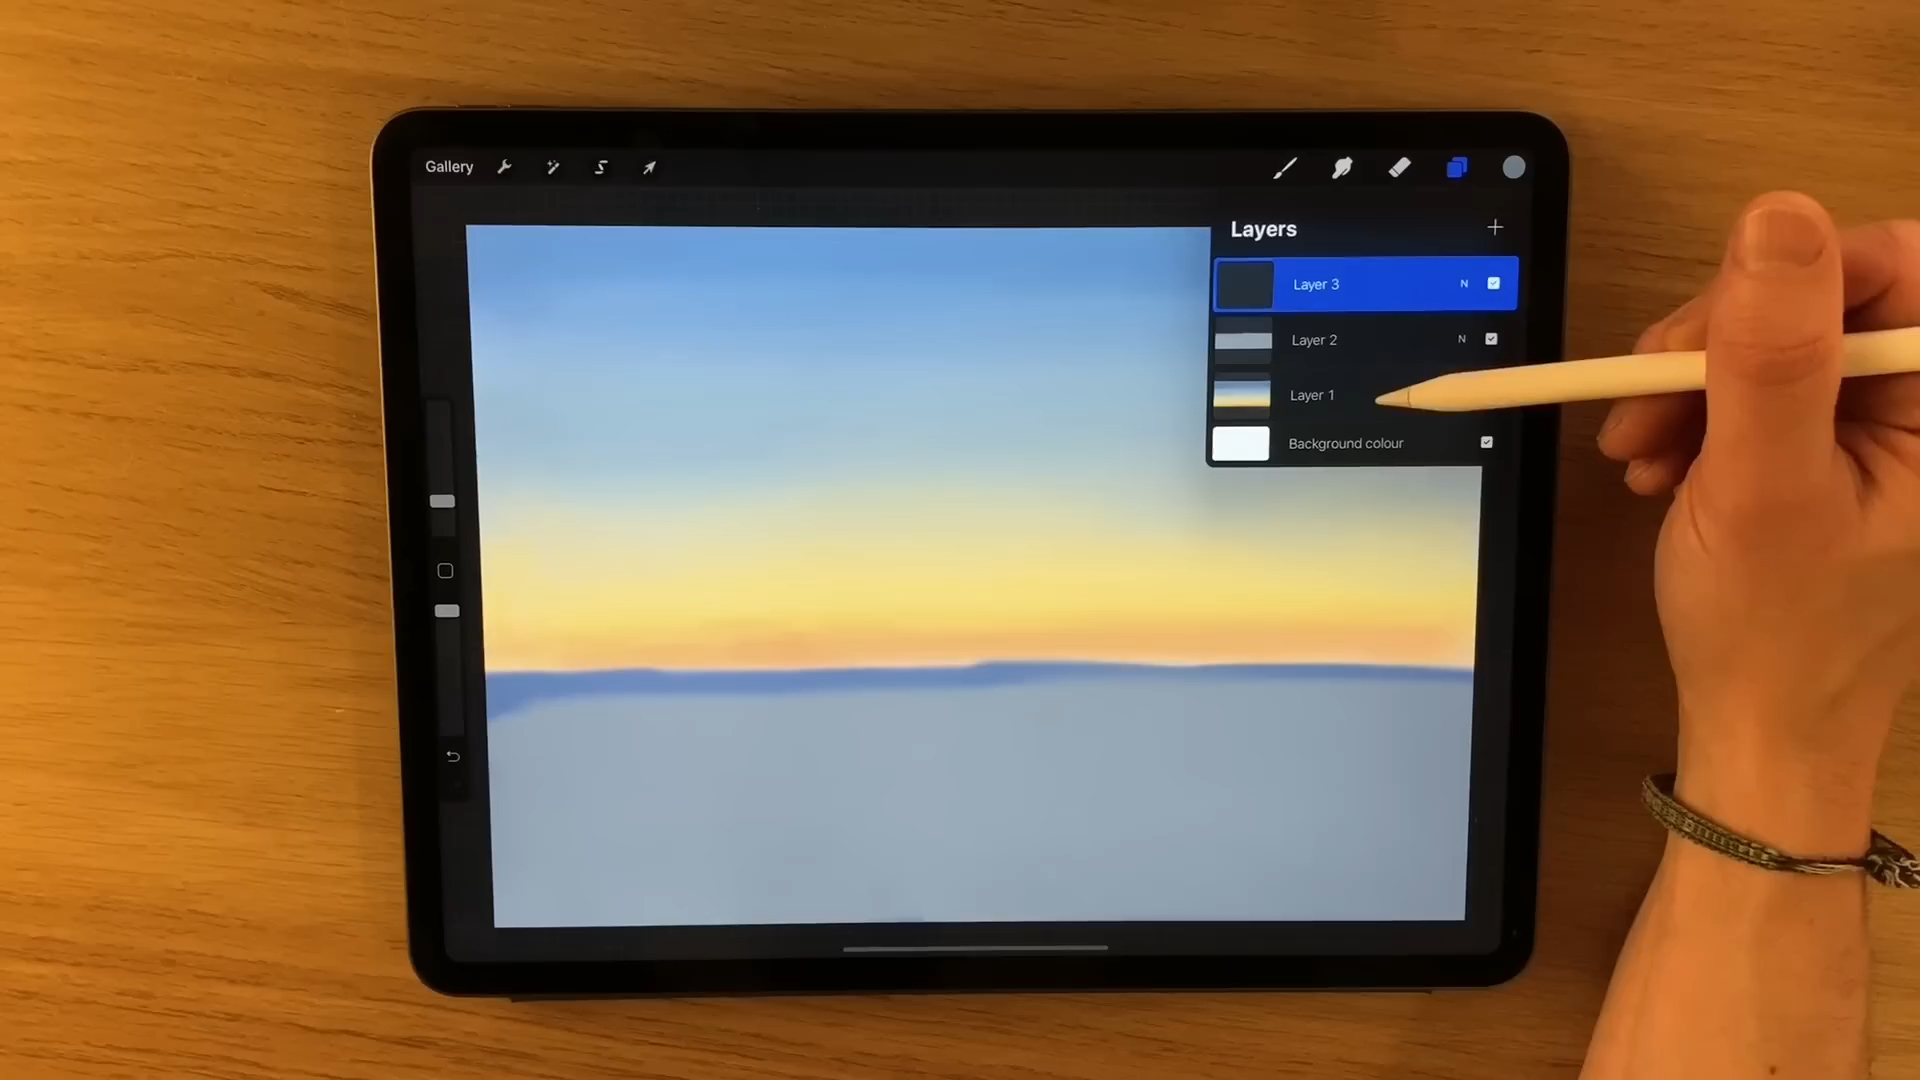 Gallery
Layers
Layer 3 N
Layer 2 N
Layer 1
Background colour